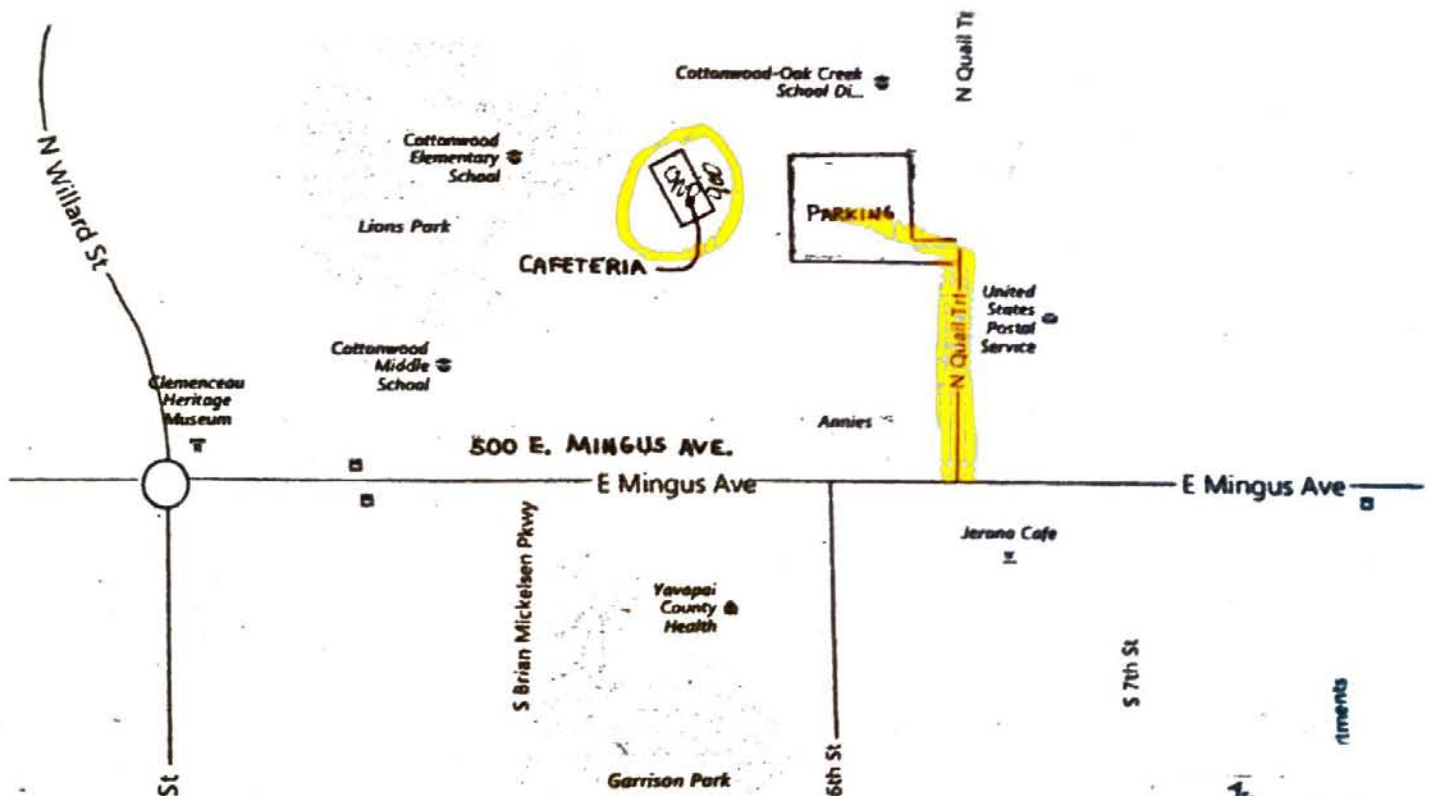 N Quail Trl
Cottonwood-Oak Creek
School Di...
N Willard St
Cottonwood
Elementary
School
Lions Park
CAFETERIA
PARKING
N Quail Trl
United
States
Postal
Service
Cottonwood
Middle
School
Clemenceau
Heritage
Museum
Annies
500 E. MINGUS AVE.
E Mingus Ave
E Mingus Ave
S Brian Mickelsen Pkwy
Jerona Cafe
Yavapai
County
Health
S 7th St
rtments
6th St
St
Garrison Park